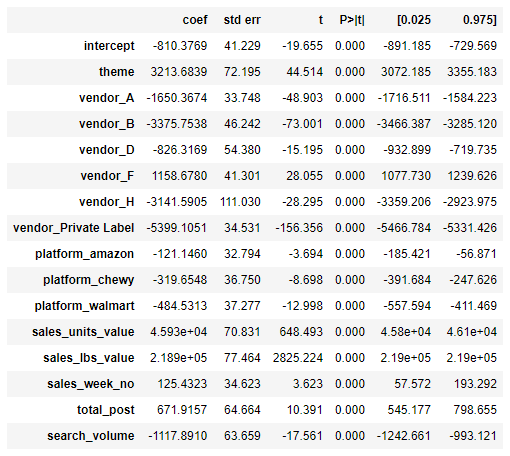 coef std err t P>|t| [0.025 0.975]
intercept -810.3769 41.229 -19.655 0.000 -891.185 -729.569
theme 3213.6839 72.195 44.514 0.000 3072.185 3355.183
vendor_A -1650.3674 33.748 -48.903 0.000 -1716.511 -1584.223
vendor_B -3375.7538 46.242 -73.001 0.000 -3466.387 -3285.120
vendor_D -826.3169 54.380 -15.195 0.000 -932.899 -719.735
vendor_F 1158.6780 41.301 28.055 0.000 1077.730 1239.626
vendor_H -3141.5905 111.030 -28.295 0.000 -3359.206 -2923.975
vendor_Private Label -5399.1051 34.531 -156.356 0.000 -5466.784 -5331.426
platform_amazon -121.1460 32.794 -3.694 0.000 -185.421 -56.871
platform_chewy -319.6548 36.750 -8.698 0.000 -391.684 -247.626
platform_walmart -484.5313 37.277 -12.998 0.000 -557.594 -411.469
sales_units_value 4.593e+04 70.831 648.493 0.000 4.58e+04 4.61e+04
sales_lbs_value 2.189e+05 77.464 2825.224 0.000 2.19e+05 2.19e+05
sales_week_no 125.4323 34.623 3.623 0.000 57.572 193.292
total_post 671.9157 64.664 10.391 0.000 545.177 798.655
search_volume -1117.8910 63.659 -17.561 0.000 -1242.661 -993.121